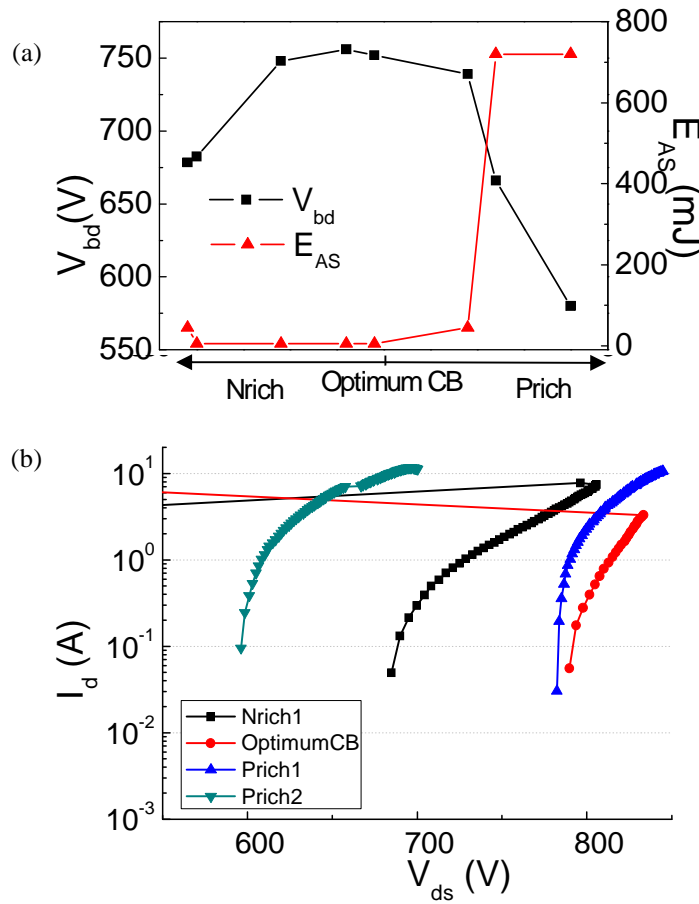 (a)
800
750
600
700
400
650
200
600
0
550
V_bd(V)
E_AS (mJ)
V_bd
E_AS
Nrich
Optimum CB
Prich
(b)
10^1
10^0
10^-1
10^-2
10^-3
I_d (A)
Nrich1
OptimumCB
Prich1
Prich2
600
700
800
V_ds (V)